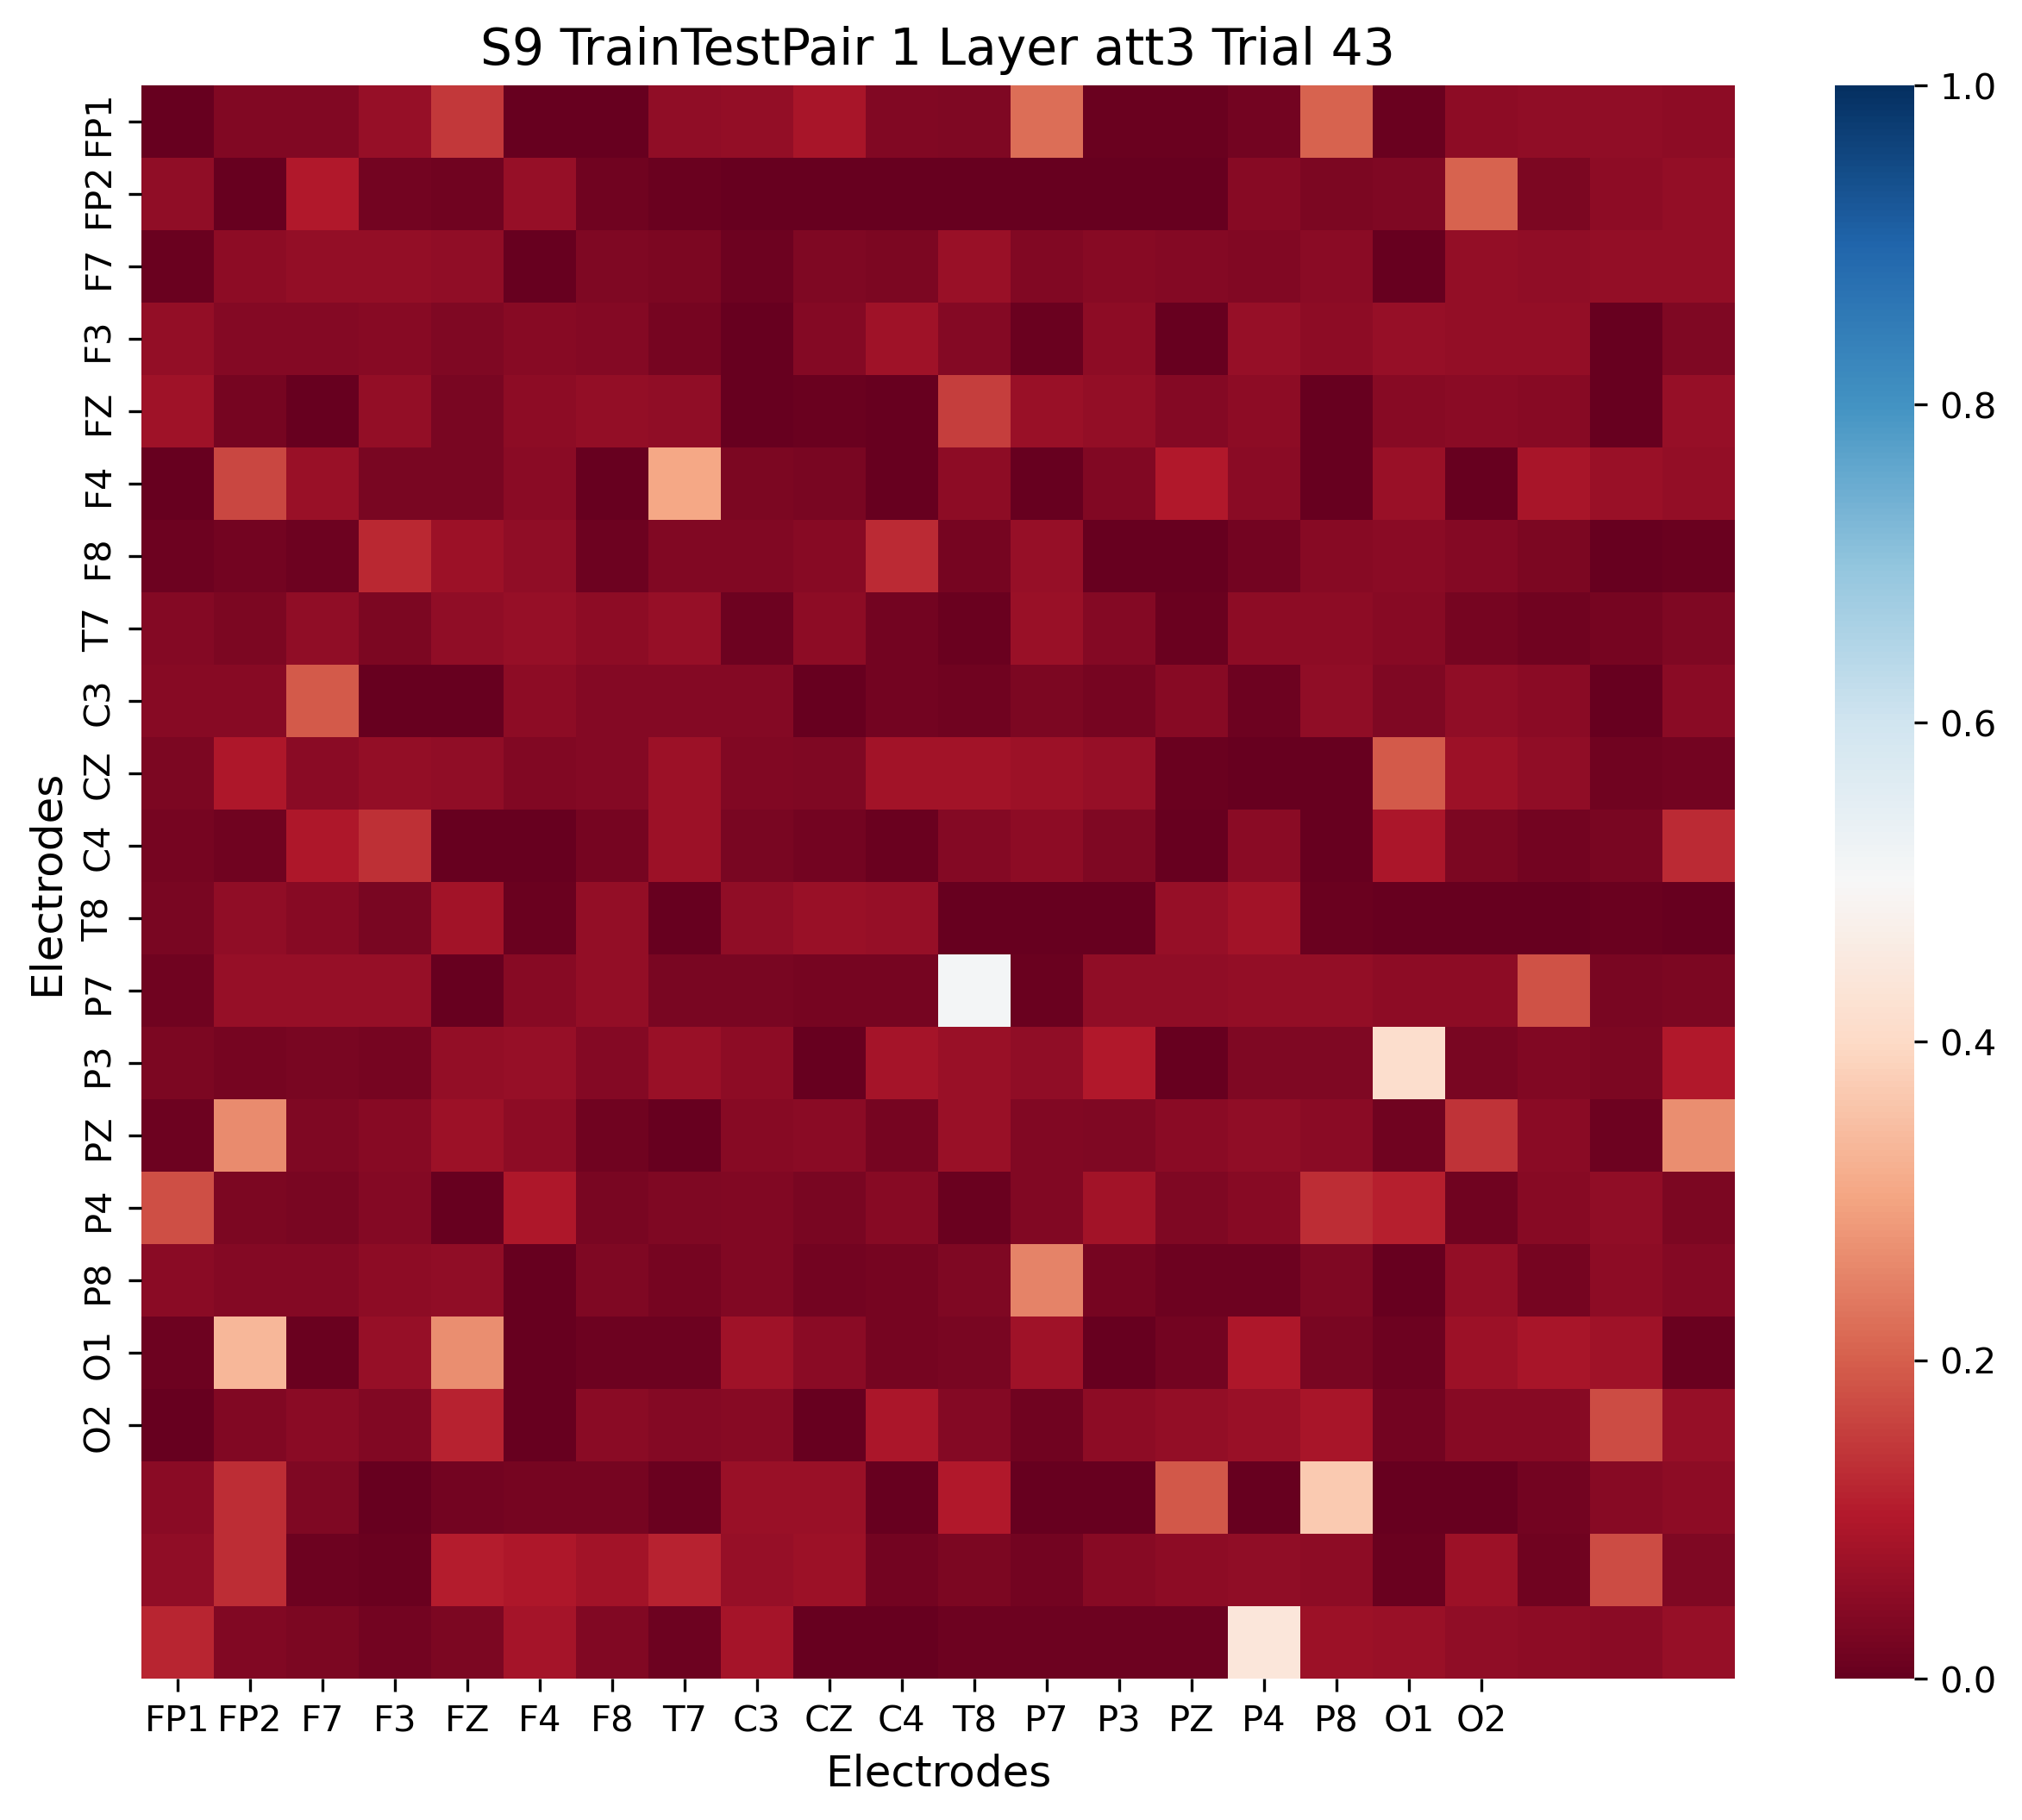 S9 TrainTestPair 1 Layer att3 Trial 43
Electrodes
FP1
FP2
F7
F3
FZ
F4
F8
T7
C3
CZ
C4
T8
P7
P3
PZ
P4
P8
O1
O2
FP1 FP2 F7 F3 FZ F4 F8 T7 C3 CZ C4 T8 P7 P3 PZ P4 P8 O1 O2
Electrodes
1.0
0.8
0.6
0.4
0.2
0.0